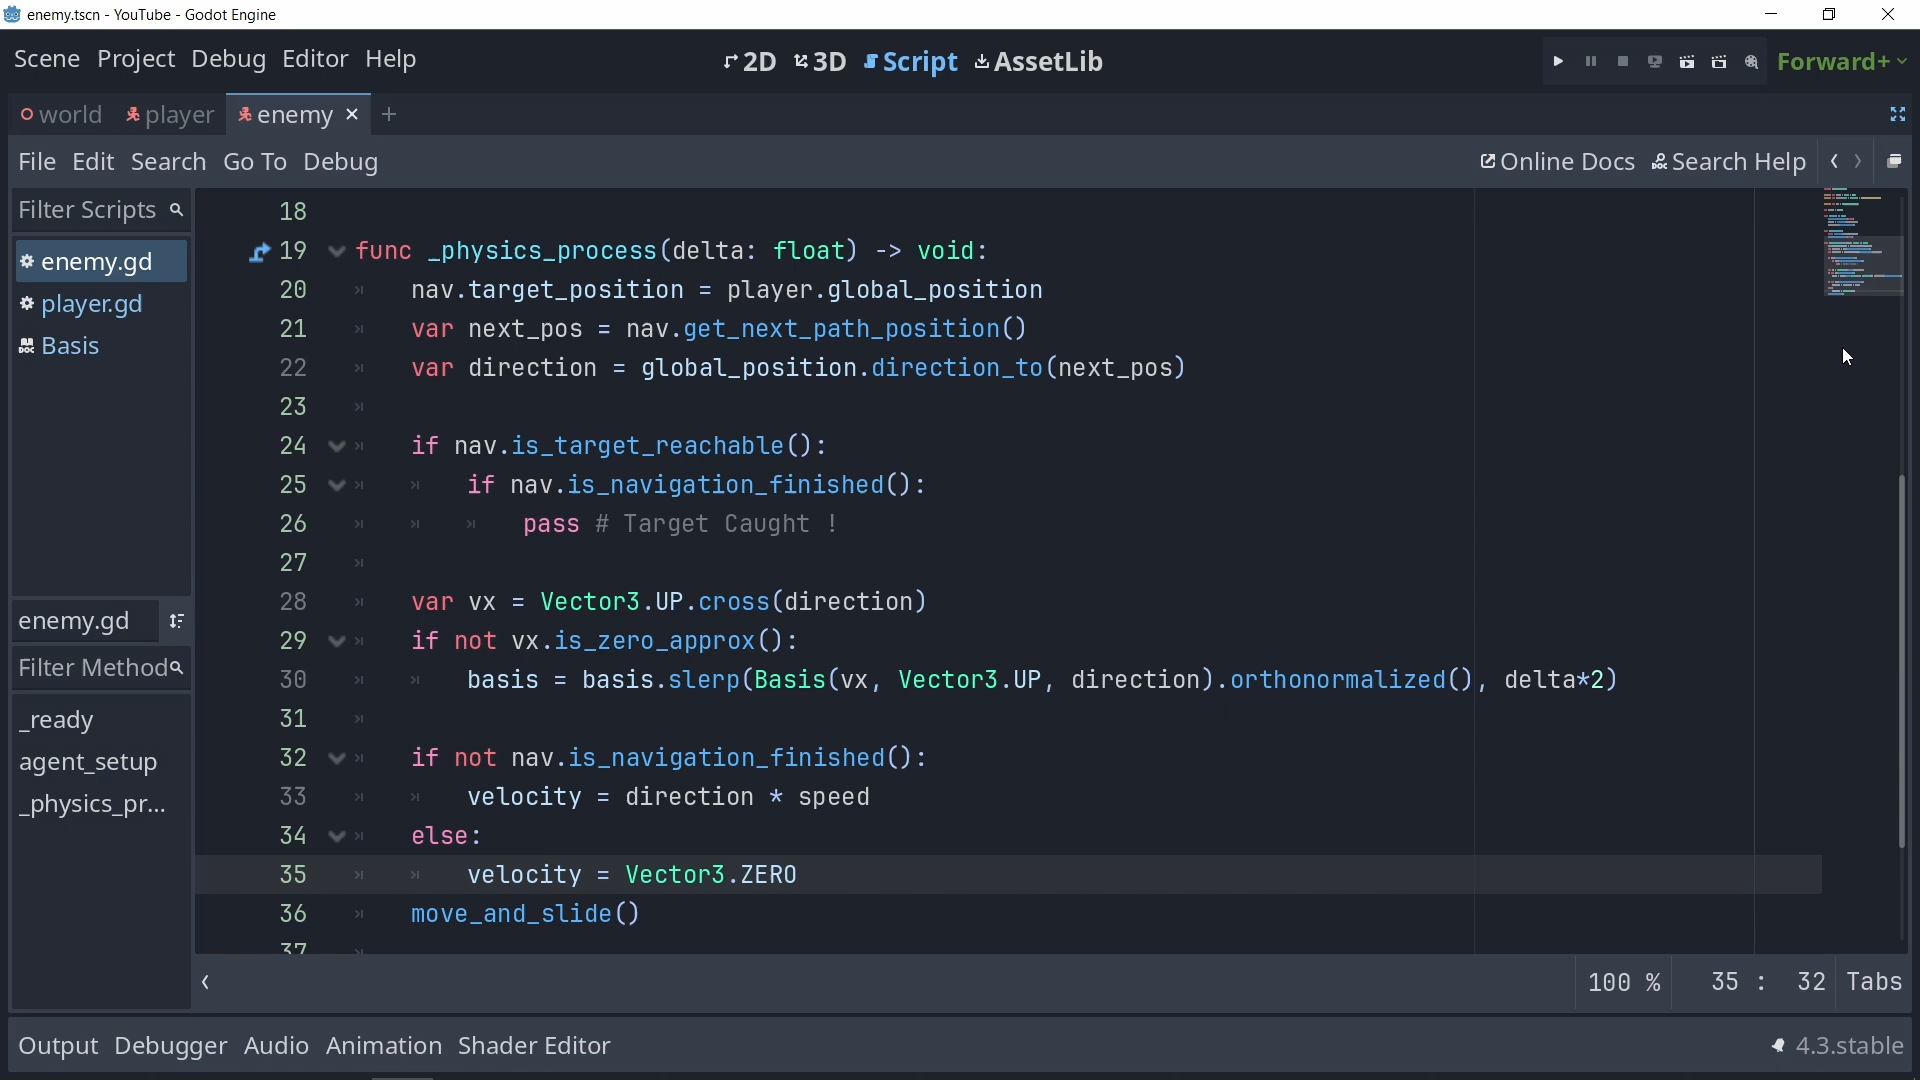 enemy.tscn - YouTube - Godot Engine
Scene Project Debug Editor Help
2D 3D Script AssetLib
Forward+
world player enemy
File Edit Search Go To Debug
Online Docs Search Help
Filter Scripts
enemy.gd
player.gd
Basis
enemy.gd
Filter Method
_ready
agent_setup
_physics_pr...
18
19 func _physics_process(delta: float) -> void:
20 nav.target_position = player.global_position
21 var next_pos = nav.get_next_path_position()
22 var direction = global_position.direction_to(next_pos)
23
24 if nav.is_target_reachable():
25 if nav.is_navigation_finished():
26 pass # Target Caught !
27
28 var vx = Vector3.UP.cross(direction)
29 if not vx.is_zero_approx():
30 basis = basis.slerp(Basis(vx, Vector3.UP, direction).orthonormalized(), delta*2)
31
32 if not nav.is_navigation_finished():
33 velocity = direction * speed
34 else:
35 velocity = Vector3.ZERO
36 move_and_slide()
37
100 % 35 : 32 Tabs
Output Debugger Audio Animation Shader Editor
4.3.stable